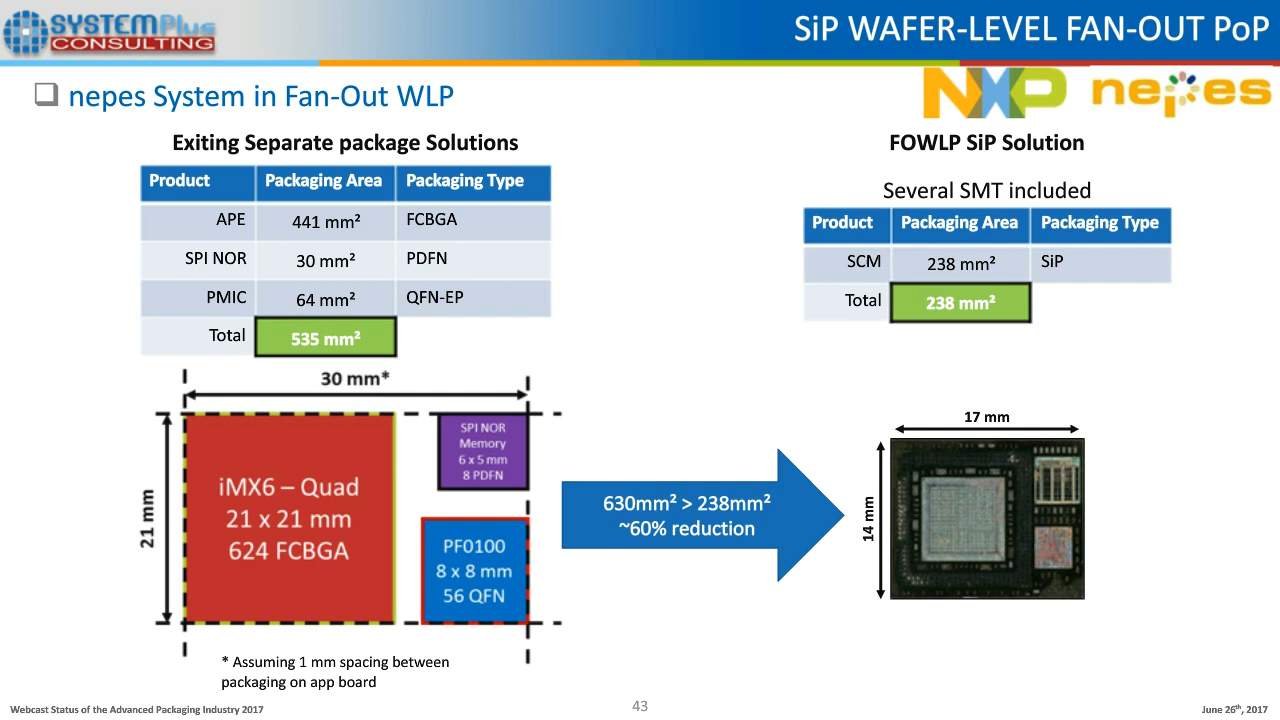 SYSTEMPlus
CONSULTING
SiP WAFER-LEVEL FAN-OUT PoP
nepes System in Fan-Out WLP
NXP nepes
Exiting Separate package Solutions
Product Packaging Area Packaging Type
APE 441 mm² FCBGA
SPI NOR 30 mm² PDFN
PMIC 64 mm² QFN-EP
Total 535 mm²
FOWLP SiP Solution
Several SMT included
Product Packaging Area Packaging Type
SCM 238 mm² SiP
Total 238 mm²
30 mm*
21 mm
iMX6 – Quad
21 x 21 mm
624 FCBGA
SPI NOR
Memory
6 x 5 mm
8 PDFN
PF0100
8 x 8 mm
56 QFN
630mm² > 238mm²
~60% reduction
17 mm
14 mm
* Assuming 1 mm spacing between
packaging on app board
Webcast Status of the Advanced Packaging Industry 2017
43
June 26th, 2017